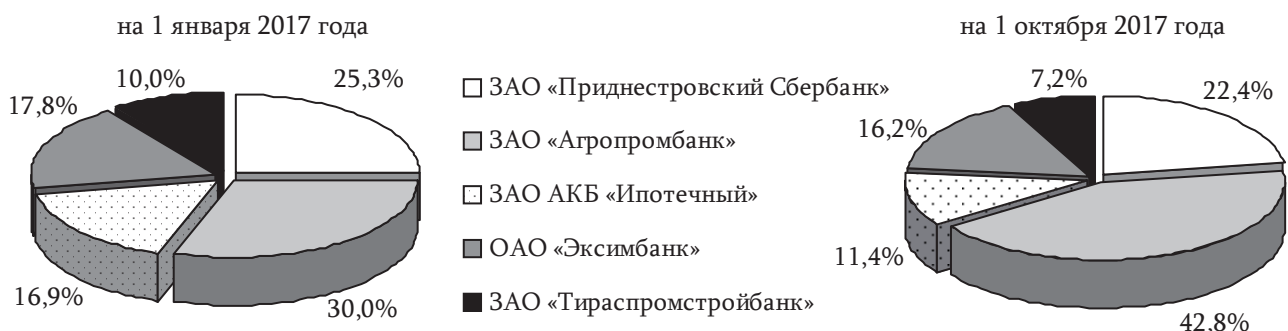 на 1 января 2017 года
на 1 октября 2017 года
10,0%
25,3%
17,8%
16,9%
30,0%
ЗАО «Приднестровский Сбербанк»
ЗАО «Агропромбанк»
ЗАО АКБ «Ипотечный»
ОАО «Эксимбанк»
ЗАО «Тираспромстройбанк»
7,2%
22,4%
16,2%
11,4%
42,8%